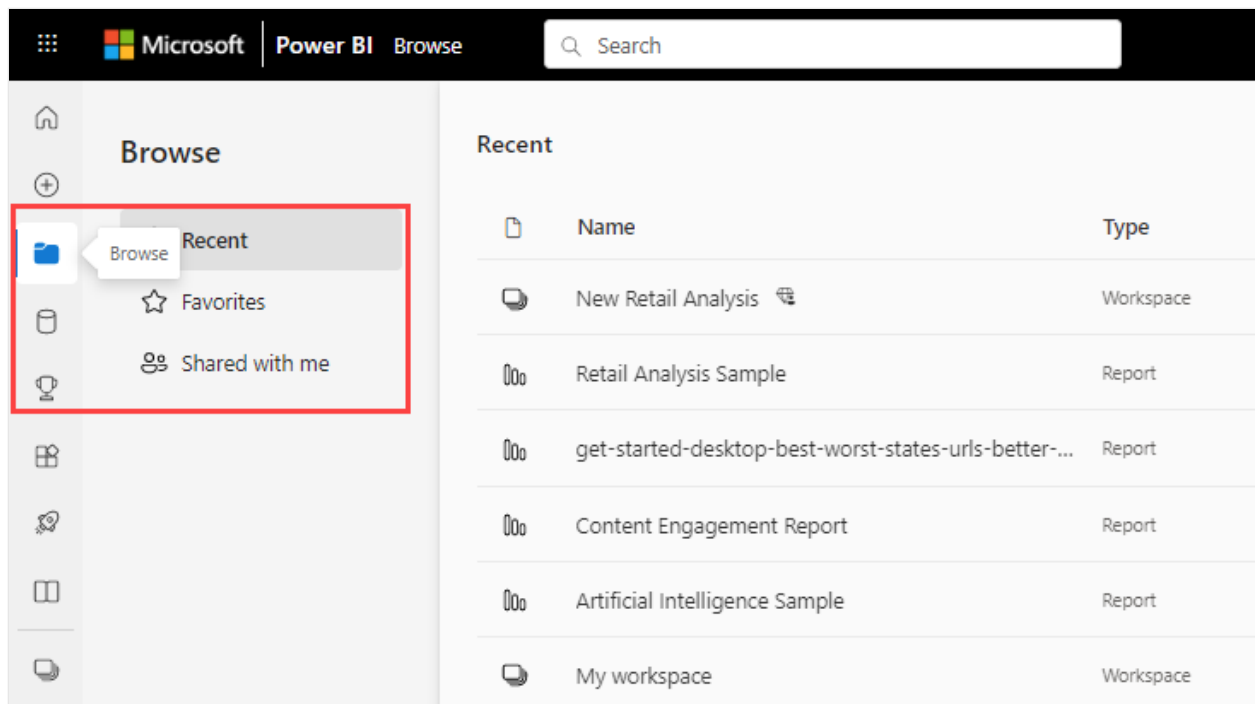 Microsoft Power BI Browse Search
Browse
Recent
Browse
Favorites
Shared with me
Recent
Name Type
New Retail Analysis Workspace
Retail Analysis Sample Report
get-started-desktop-best-worst-states-urls-better-... Report
Content Engagement Report Report
Artificial Intelligence Sample Report
My workspace Workspace